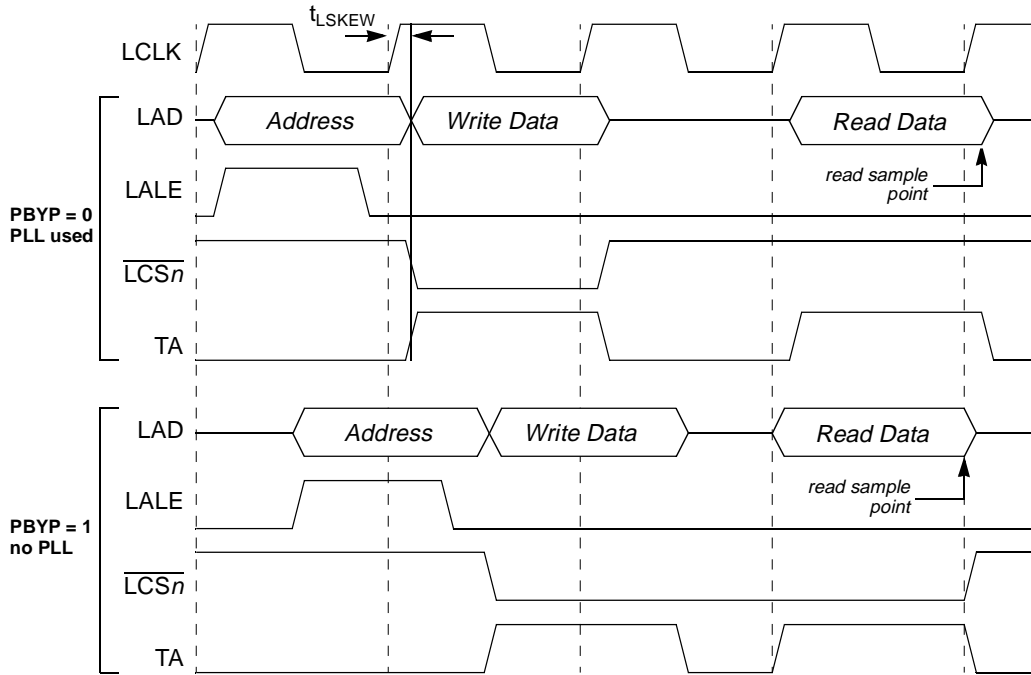 tLSKEW
LCLK
LAD
Address
Write Data
Read Data
LALE
read sample
point
PBYP = 0
PLL used
LCSn
TA
LAD
Address
Write Data
Read Data
LALE
read sample
point
PBYP = 1
no PLL
LCSn
TA